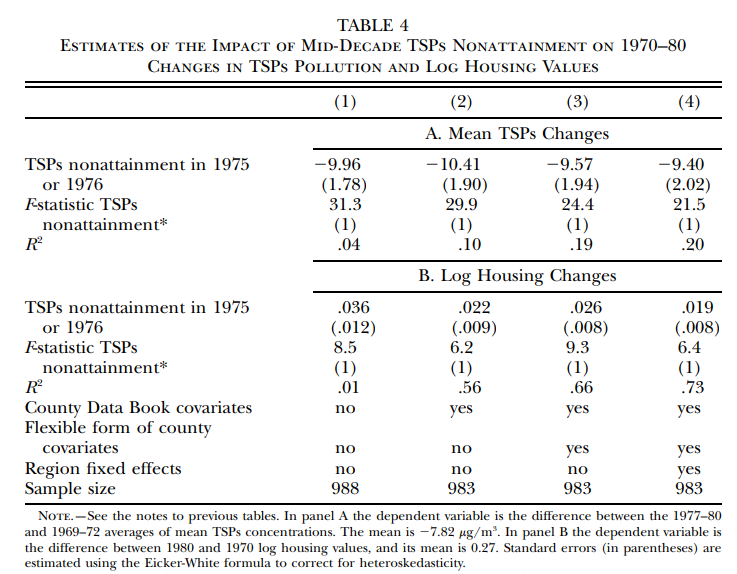 TABLE 4
Estimates of the Impact of Mid-Decade TSPs Nonattainment on 1970–80
Changes in TSPs Pollution and Log Housing Values
(1) (2) (3) (4)
A. Mean TSPs Changes
TSPs nonattainment in 1975 −9.96 −10.41 −9.57 −9.40
or 1976 (1.78) (1.90) (1.94) (2.02)
F-statistic TSPs 31.3 29.9 24.4 21.5
nonattainment* (1) (1) (1) (1)
R² .04 .10 .19 .20
B. Log Housing Changes
TSPs nonattainment in 1975 .036 .022 .026 .019
or 1976 (.012) (.009) (.008) (.008)
F-statistic TSPs 8.5 6.2 9.3 6.4
nonattainment* (1) (1) (1) (1)
R² .01 .56 .66 .73
County Data Book covariates no yes yes yes
Flexible form of county
covariates no no yes yes
Region fixed effects no no no yes
Sample size 988 983 983 983
Note.—See the notes to previous tables. In panel A the dependent variable is the difference between the 1977–80
and 1969–72 averages of mean TSPs concentrations. The mean is −7.82 μg/m³. In panel B the dependent variable is
the difference between 1980 and 1970 log housing values, and its mean is 0.27. Standard errors (in parentheses) are
estimated using the Eicker-White formula to correct for heteroskedasticity.